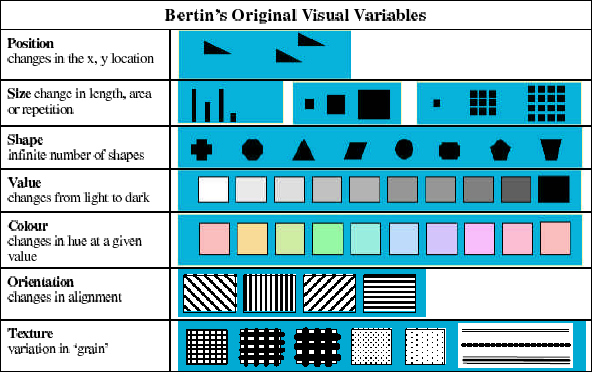 Bertin's Original Visual Variables
Position
changes in the x, y location
Size change in length, area
or repetition
Shape
infinite number of shapes
Value
changes from light to dark
Colour
changes in hue at a given
value
Orientation
changes in alignment
Texture
variation in 'grain'